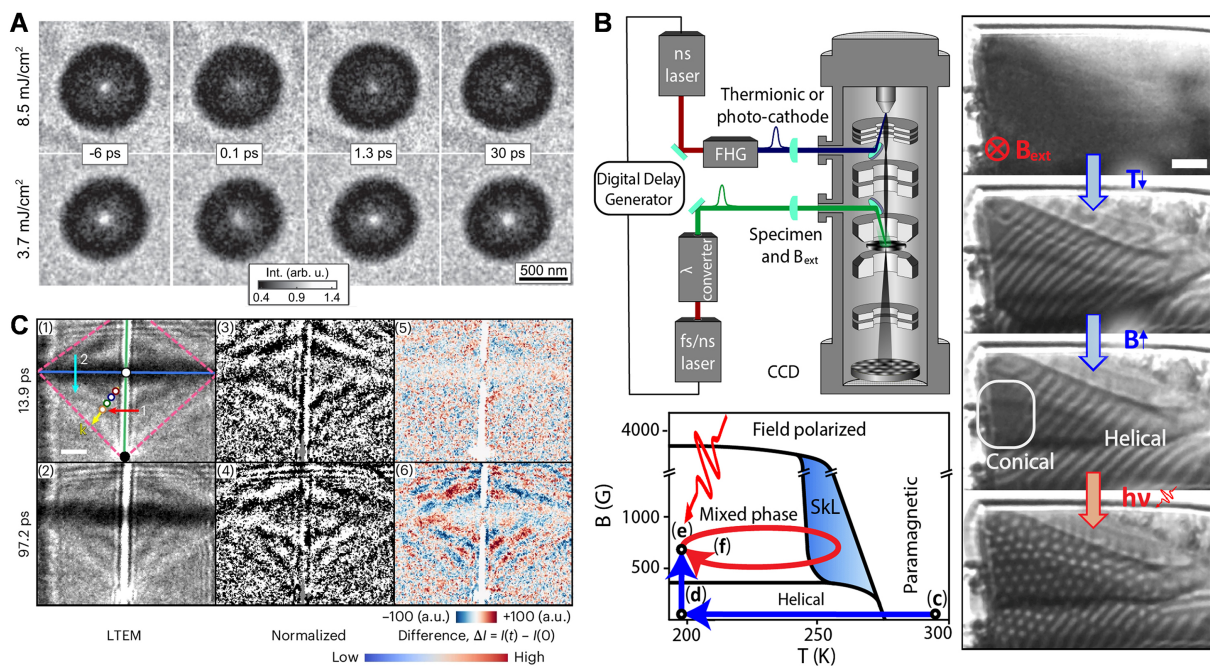 A
8.5 mJ/cm²
-6 ps
0.1 ps
1.3 ps
30 ps
3.7 mJ/cm²
Int. (arb. u.)
0.4 0.9 1.4
500 nm
B
ns
laser
Thermionic or
photo-cathode
FHG
Digital Delay
Generator
Specimen
and Bext
λ
converter
fs/ns
laser
CCD
B (G)
4000
1000
500
Field polarized
SkL
Mixed phase
Paramagnetic
(e)
(f)
(d)
Helical
(c)
200
250
300
T (K)
Bext
T↓
B↑
Helical
Conical
hν
C
13.9 ps
(1)
2
1
(3)
(5)
97.2 ps
(2)
(4)
(6)
−100 (a.u.) +100 (a.u.)
LTEM
Normalized
Difference, ΔI = I(t) − I(0)
Low
High